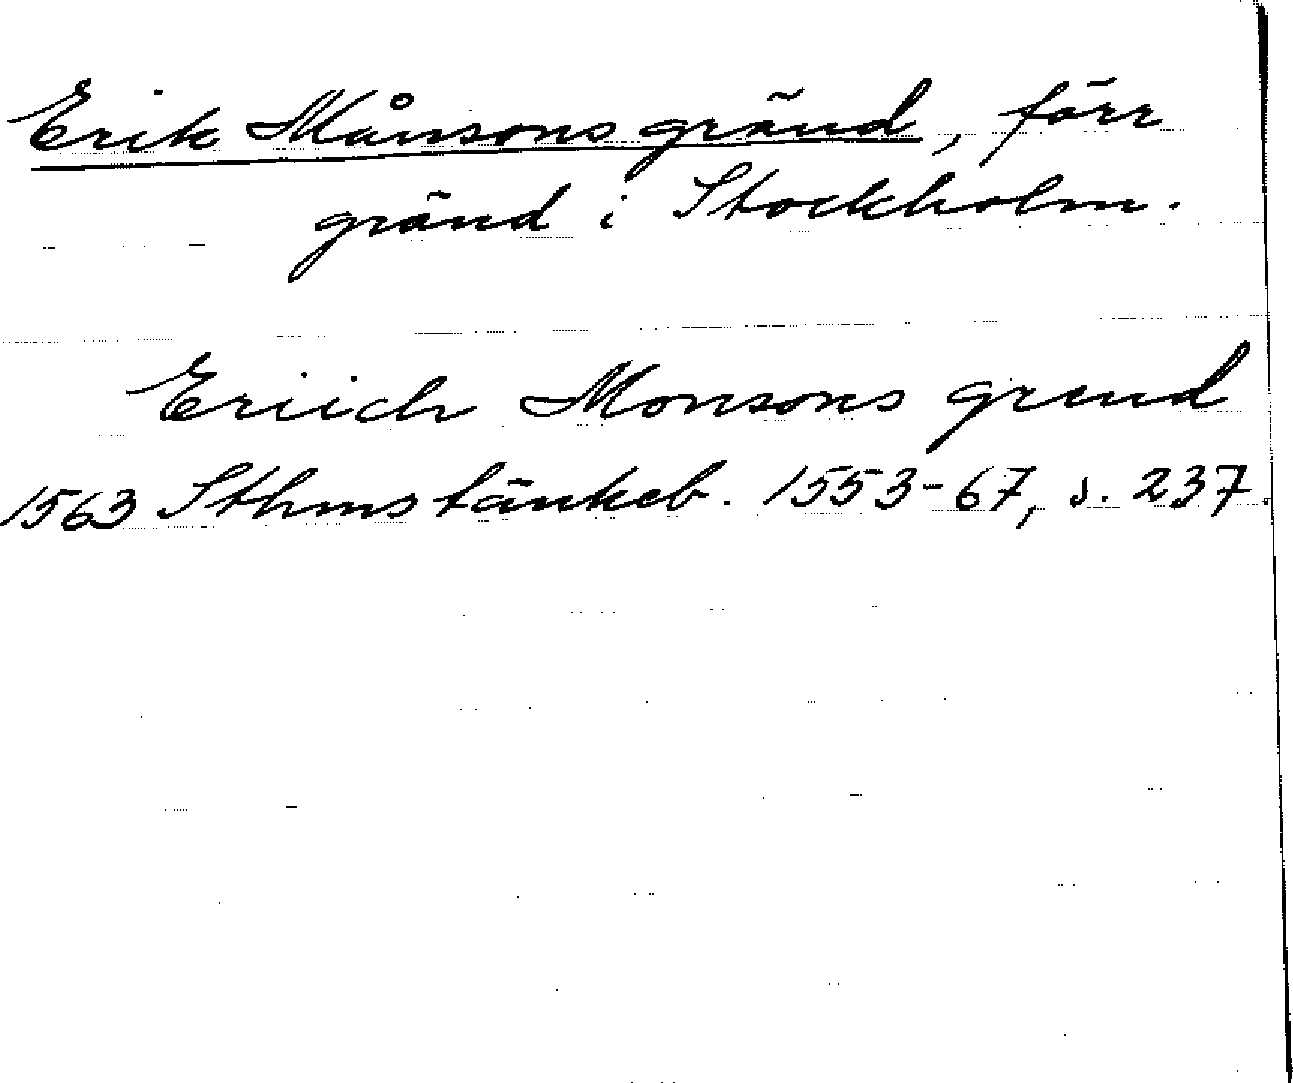 Erik Månsons gränd, förr
gränd i Stockholm.
Eriich Monsons grend
1563 Sthms tänkeb. 1553-67, s. 237.